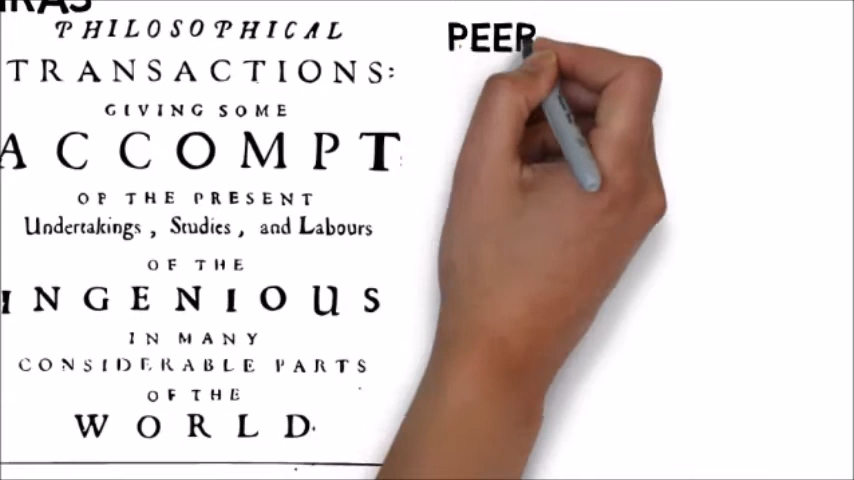 PHILOSOPHICAL
TRANSACTIONS:
GIVING SOME
ACCOMPT
OF THE PRESENT
Undertakings, Studies, and Labours
OF THE
INGENIOUS
IN MANY
CONSIDERABLE PARTS
OF THE
WORLD.
PEER